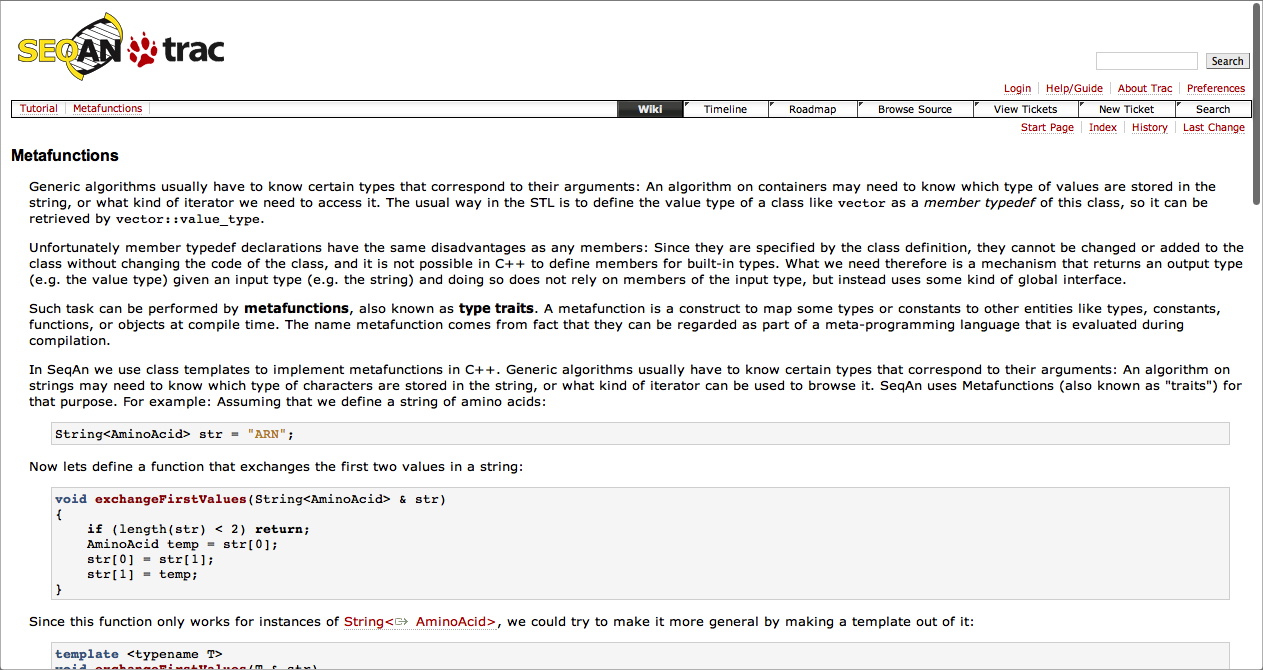 SEQAN trac
Search
Login Help/Guide About Trac Preferences
Tutorial Metafunctions Wiki Timeline Roadmap Browse Source View Tickets New Ticket Search
Start Page Index History Last Change
Metafunctions
Generic algorithms usually have to know certain types that correspond to their arguments: An algorithm on containers may need to know which type of values are stored in the
string, or what kind of iterator we need to access it. The usual way in the STL is to define the value type of a class like vector as a member typedef of this class, so it can be
retrieved by vector::value_type.
Unfortunately member typedef declarations have the same disadvantages as any members: Since they are specified by the class definition, they cannot be changed or added to the
class without changing the code of the class, and it is not possible in C++ to define members for built-in types. What we need therefore is a mechanism that returns an output type
(e.g. the value type) given an input type (e.g. the string) and doing so does not rely on members of the input type, but instead uses some kind of global interface.
Such task can be performed by metafunctions, also known as type traits. A metafunction is a construct to map some types or constants to other entities like types, constants,
functions, or objects at compile time. The name metafunction comes from fact that they can be regarded as part of a meta-programming language that is evaluated during
compilation.
In SeqAn we use class templates to implement metafunctions in C++. Generic algorithms usually have to know certain types that correspond to their arguments: An algorithm on
strings may need to know which type of characters are stored in the string, or what kind of iterator can be used to browse it. SeqAn uses Metafunctions (also known as "traits") for
that purpose. For example: Assuming that we define a string of amino acids:
String<AminoAcid> str = "ARN";
Now lets define a function that exchanges the first two values in a string:
void exchangeFirstValues(String<AminoAcid> & str)
{
    if (length(str) < 2) return;
    AminoAcid temp = str[0];
    str[0] = str[1];
    str[1] = temp;
}
Since this function only works for instances of String< AminoAcid>, we could try to make it more general by making a template out of it:
template <typename T>
void exchangeFirstValues(T & str)